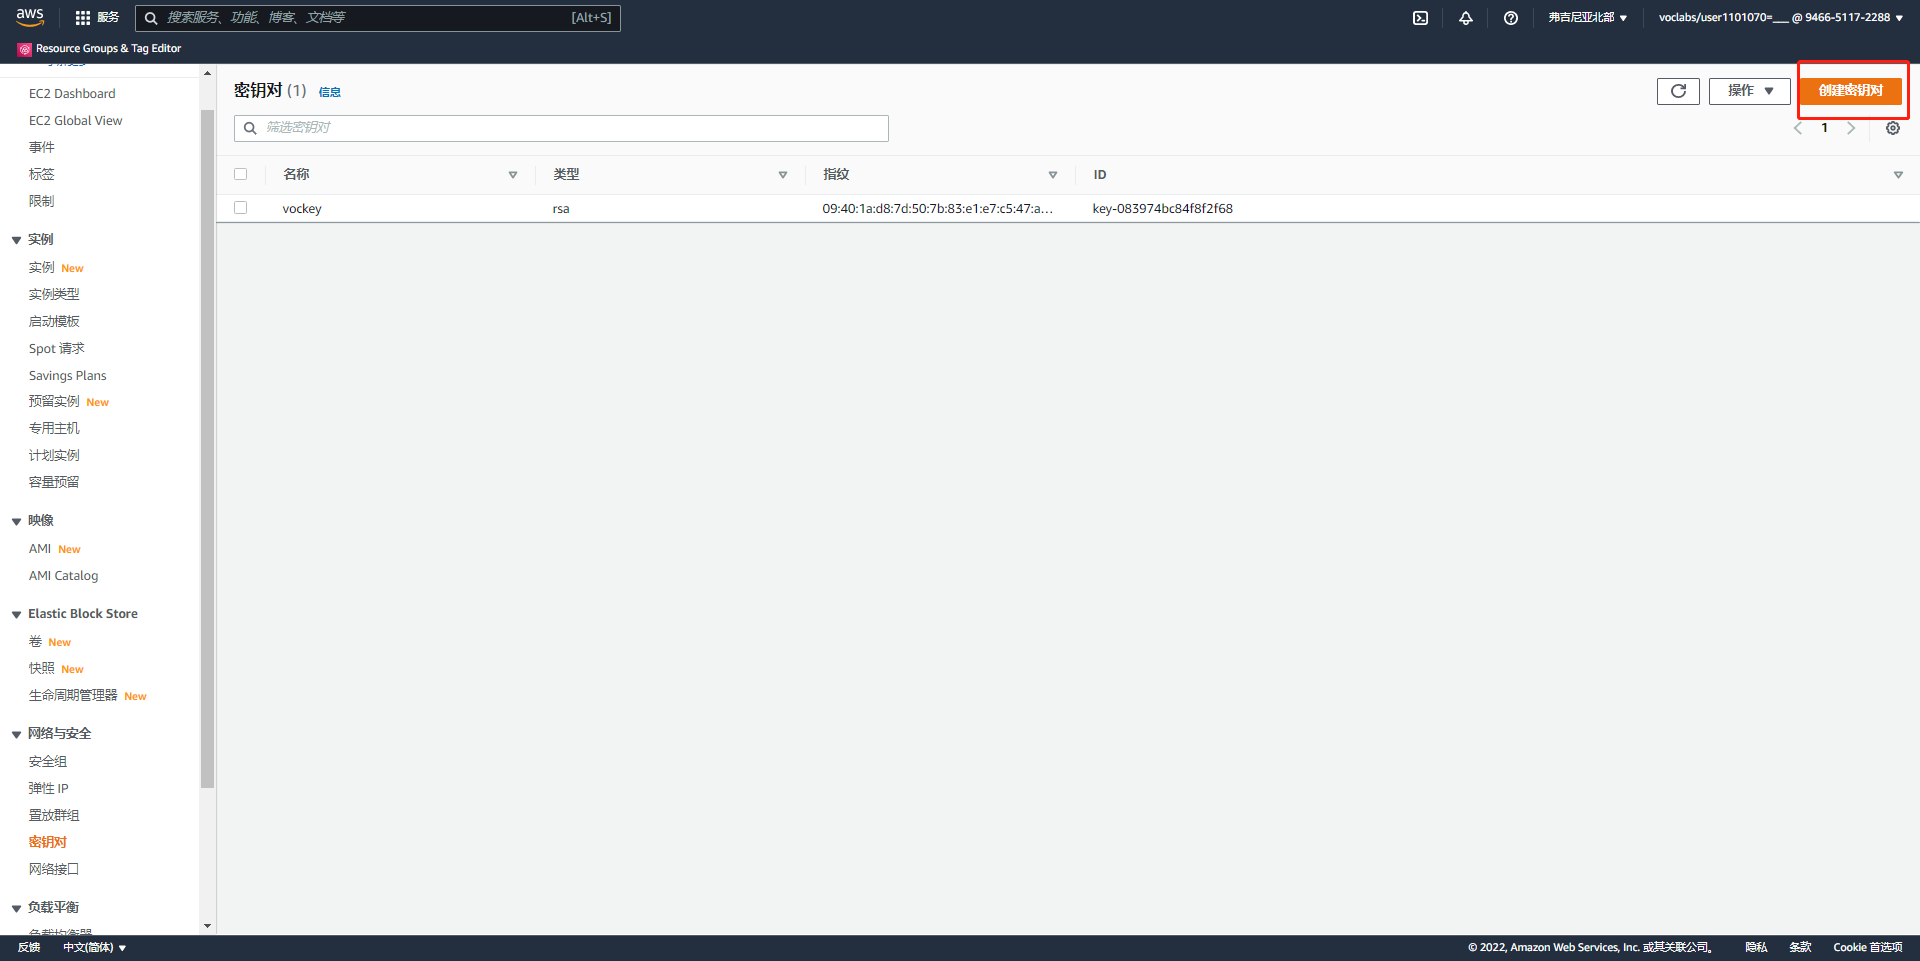 aws
服务
搜索服务、功能、博客、文档等
[Alt+S]
弗吉尼亚北部
voclabs/user1101070=___ @ 9466-5117-2288
Resource Groups & Tag Editor
EC2 Dashboard
EC2 Global View
事件
标签
限制
实例
实例 New
实例类型
启动模板
Spot 请求
Savings Plans
预留实例 New
专用主机
计划实例
容量预留
映像
AMI New
AMI Catalog
Elastic Block Store
卷 New
快照 New
生命周期管理器 New
网络与安全
安全组
弹性 IP
置放群组
密钥对
网络接口
负载平衡
负载均衡器
密钥对 (1) 信息
操作
创建密钥对
筛选密钥对
1
名称 类型 指纹 ID
vockey rsa 09:40:1a:d8:7d:50:7b:83:e1:e7:c5:47:a... key-083974bc84f8f2f68
反馈
中文(简体)
© 2022, Amazon Web Services, Inc. 或其关联公司。
隐私
条款
Cookie 首选项